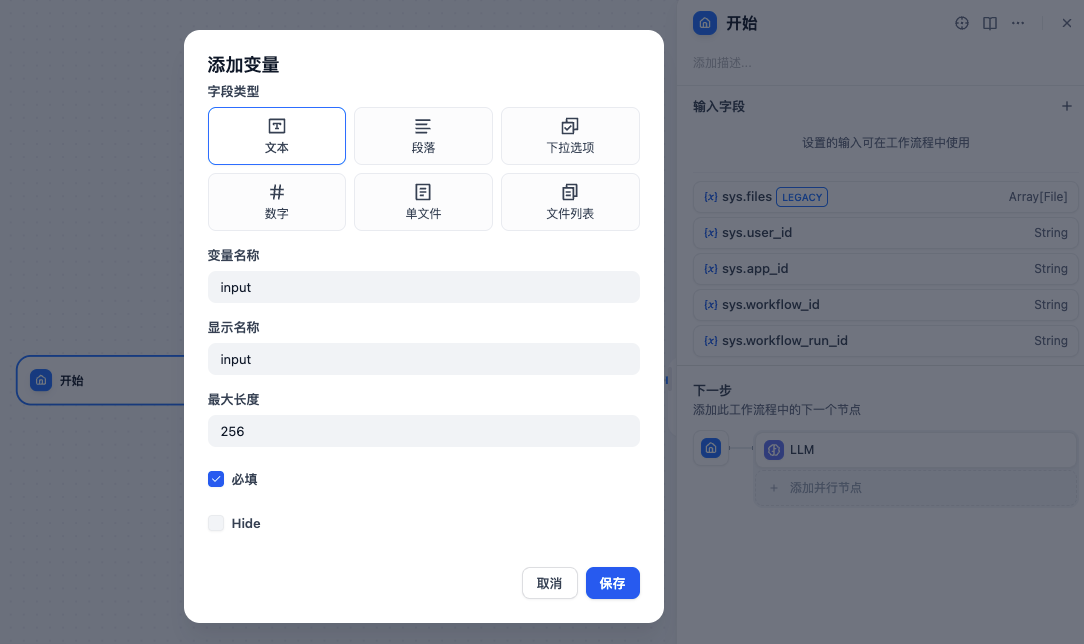 添加变量
字段类型
文本
段落
下拉选项
数字
单文件
文件列表
变量名称
input
显示名称
input
最大长度
256
必填
Hide
取消
保存
开始
开始
添加描述...
输入字段
设置的输入可在工作流程中使用
{x} sys.files LEGACY Array[File]
{x} sys.user_id String
{x} sys.app_id String
{x} sys.workflow_id String
{x} sys.workflow_run_id String
下一步
添加此工作流程中的下一个节点
LLM
+ 添加并行节点